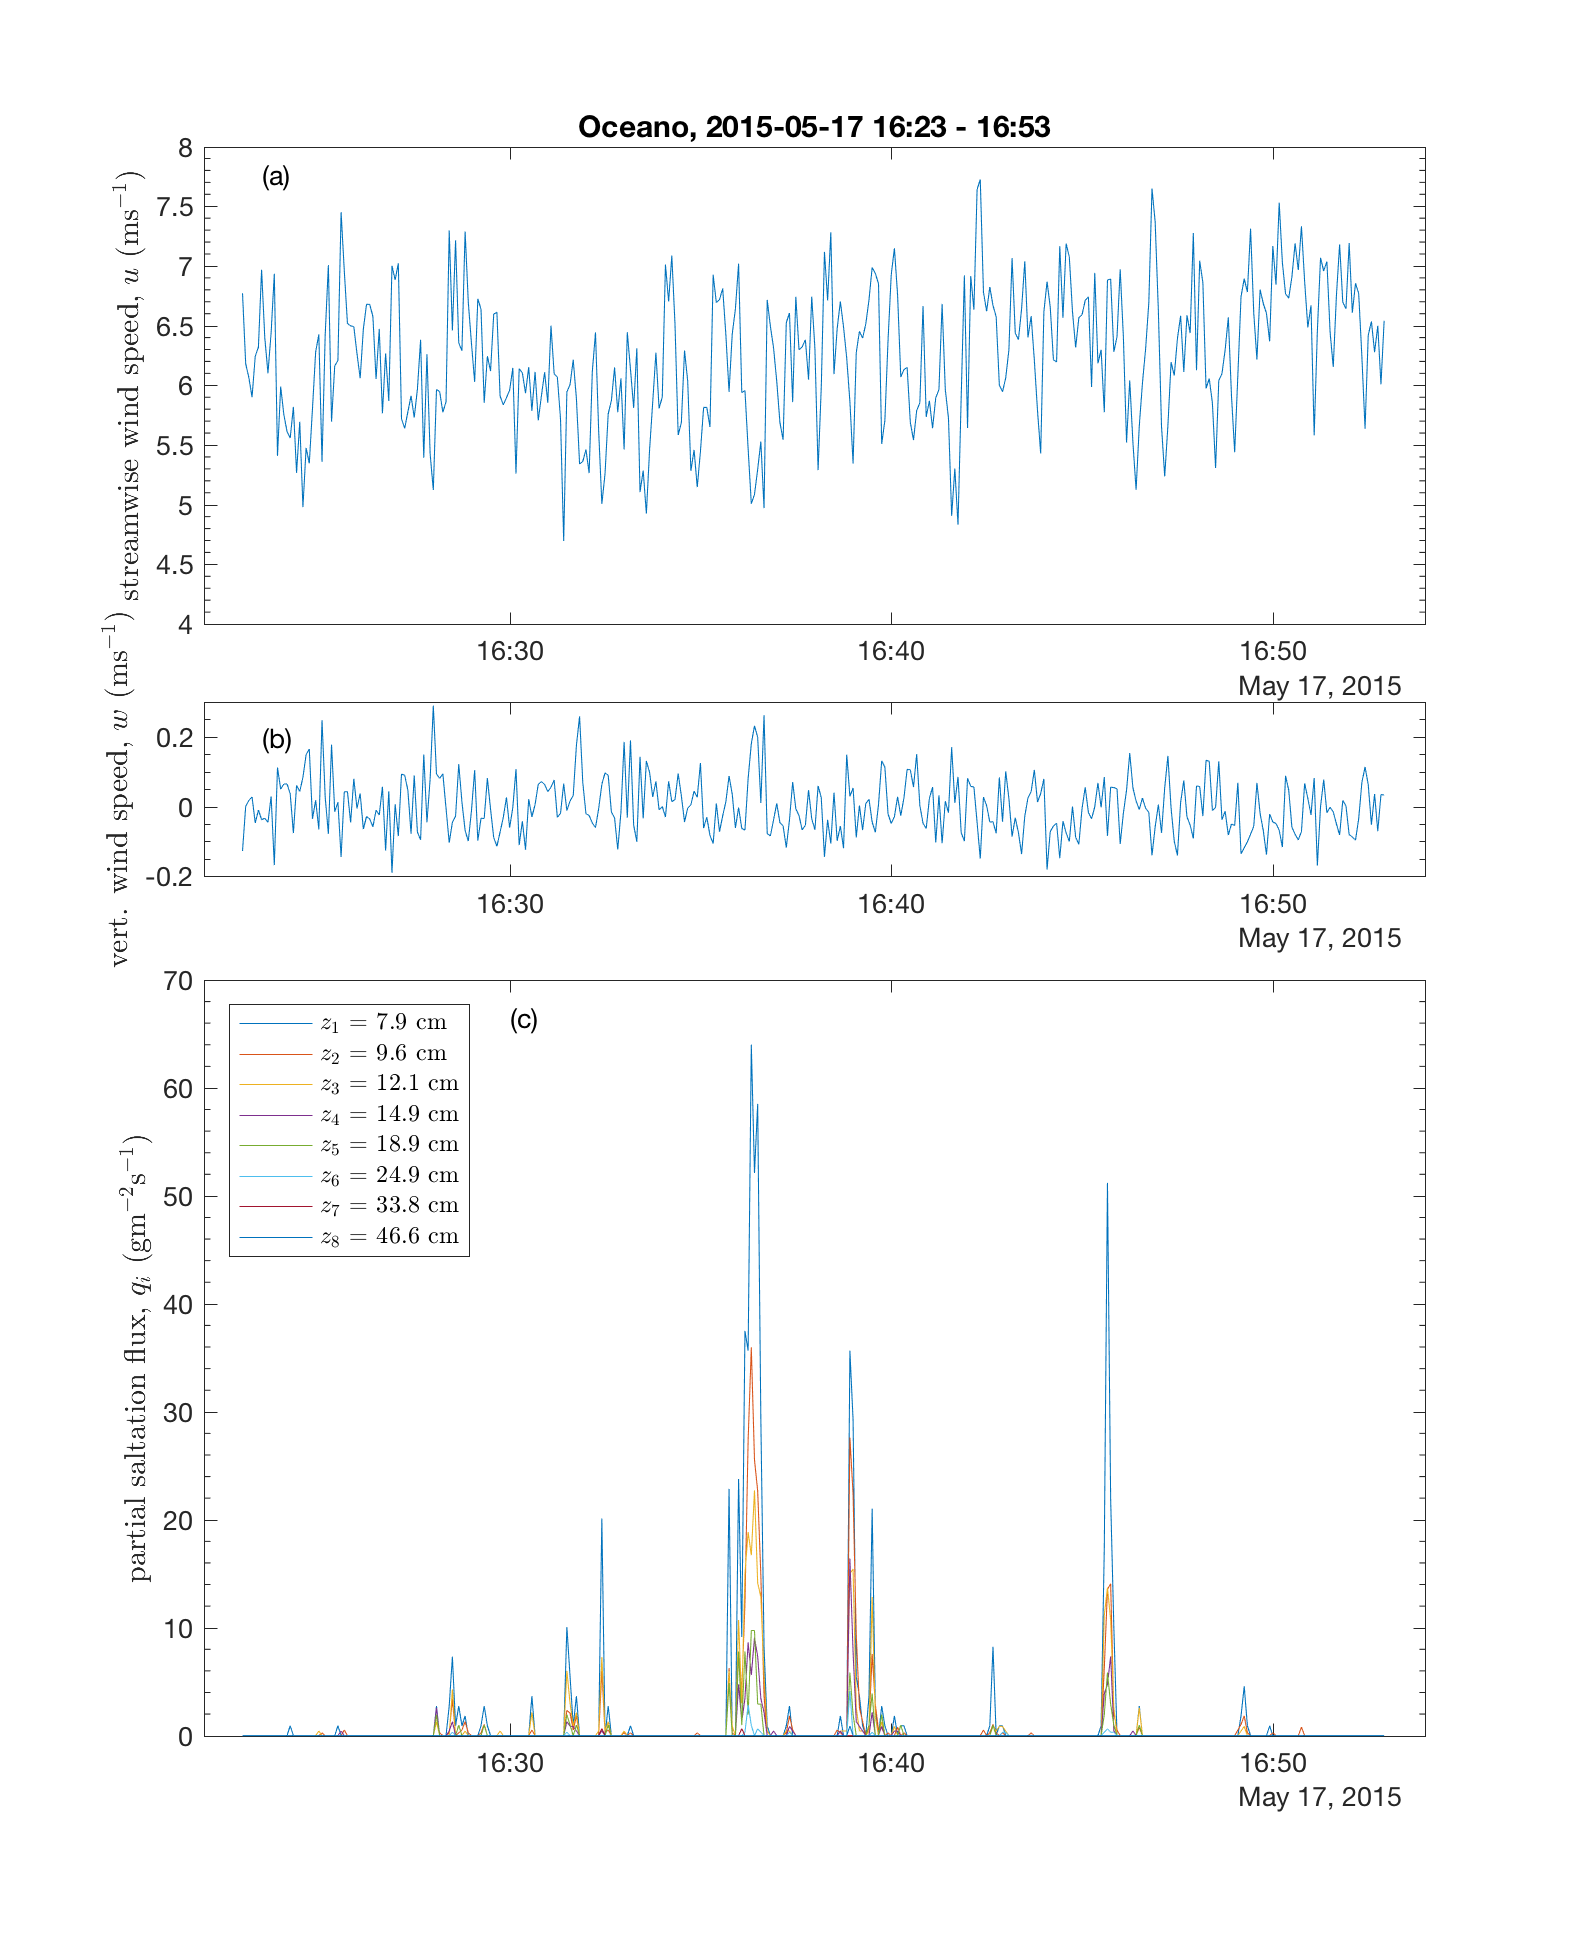 Oceano, 2015-05-17 16:23 - 16:53
(a)
streamwise wind speed, u (ms⁻¹)
8
7.5
7
6.5
6
5.5
5
4.5
4
16:30 16:40 16:50
May 17, 2015
(b)
vert. wind speed, w (ms⁻¹)
0.2
0
-0.2
16:30 16:40 16:50
May 17, 2015
(c)
partial saltation flux, qᵢ (gm⁻²s⁻¹)
70
60
50
40
30
20
10
0
z₁ = 7.9 cm
z₂ = 9.6 cm
z₃ = 12.1 cm
z₄ = 14.9 cm
z₅ = 18.9 cm
z₆ = 24.9 cm
z₇ = 33.8 cm
z₈ = 46.6 cm
16:30 16:40 16:50
May 17, 2015